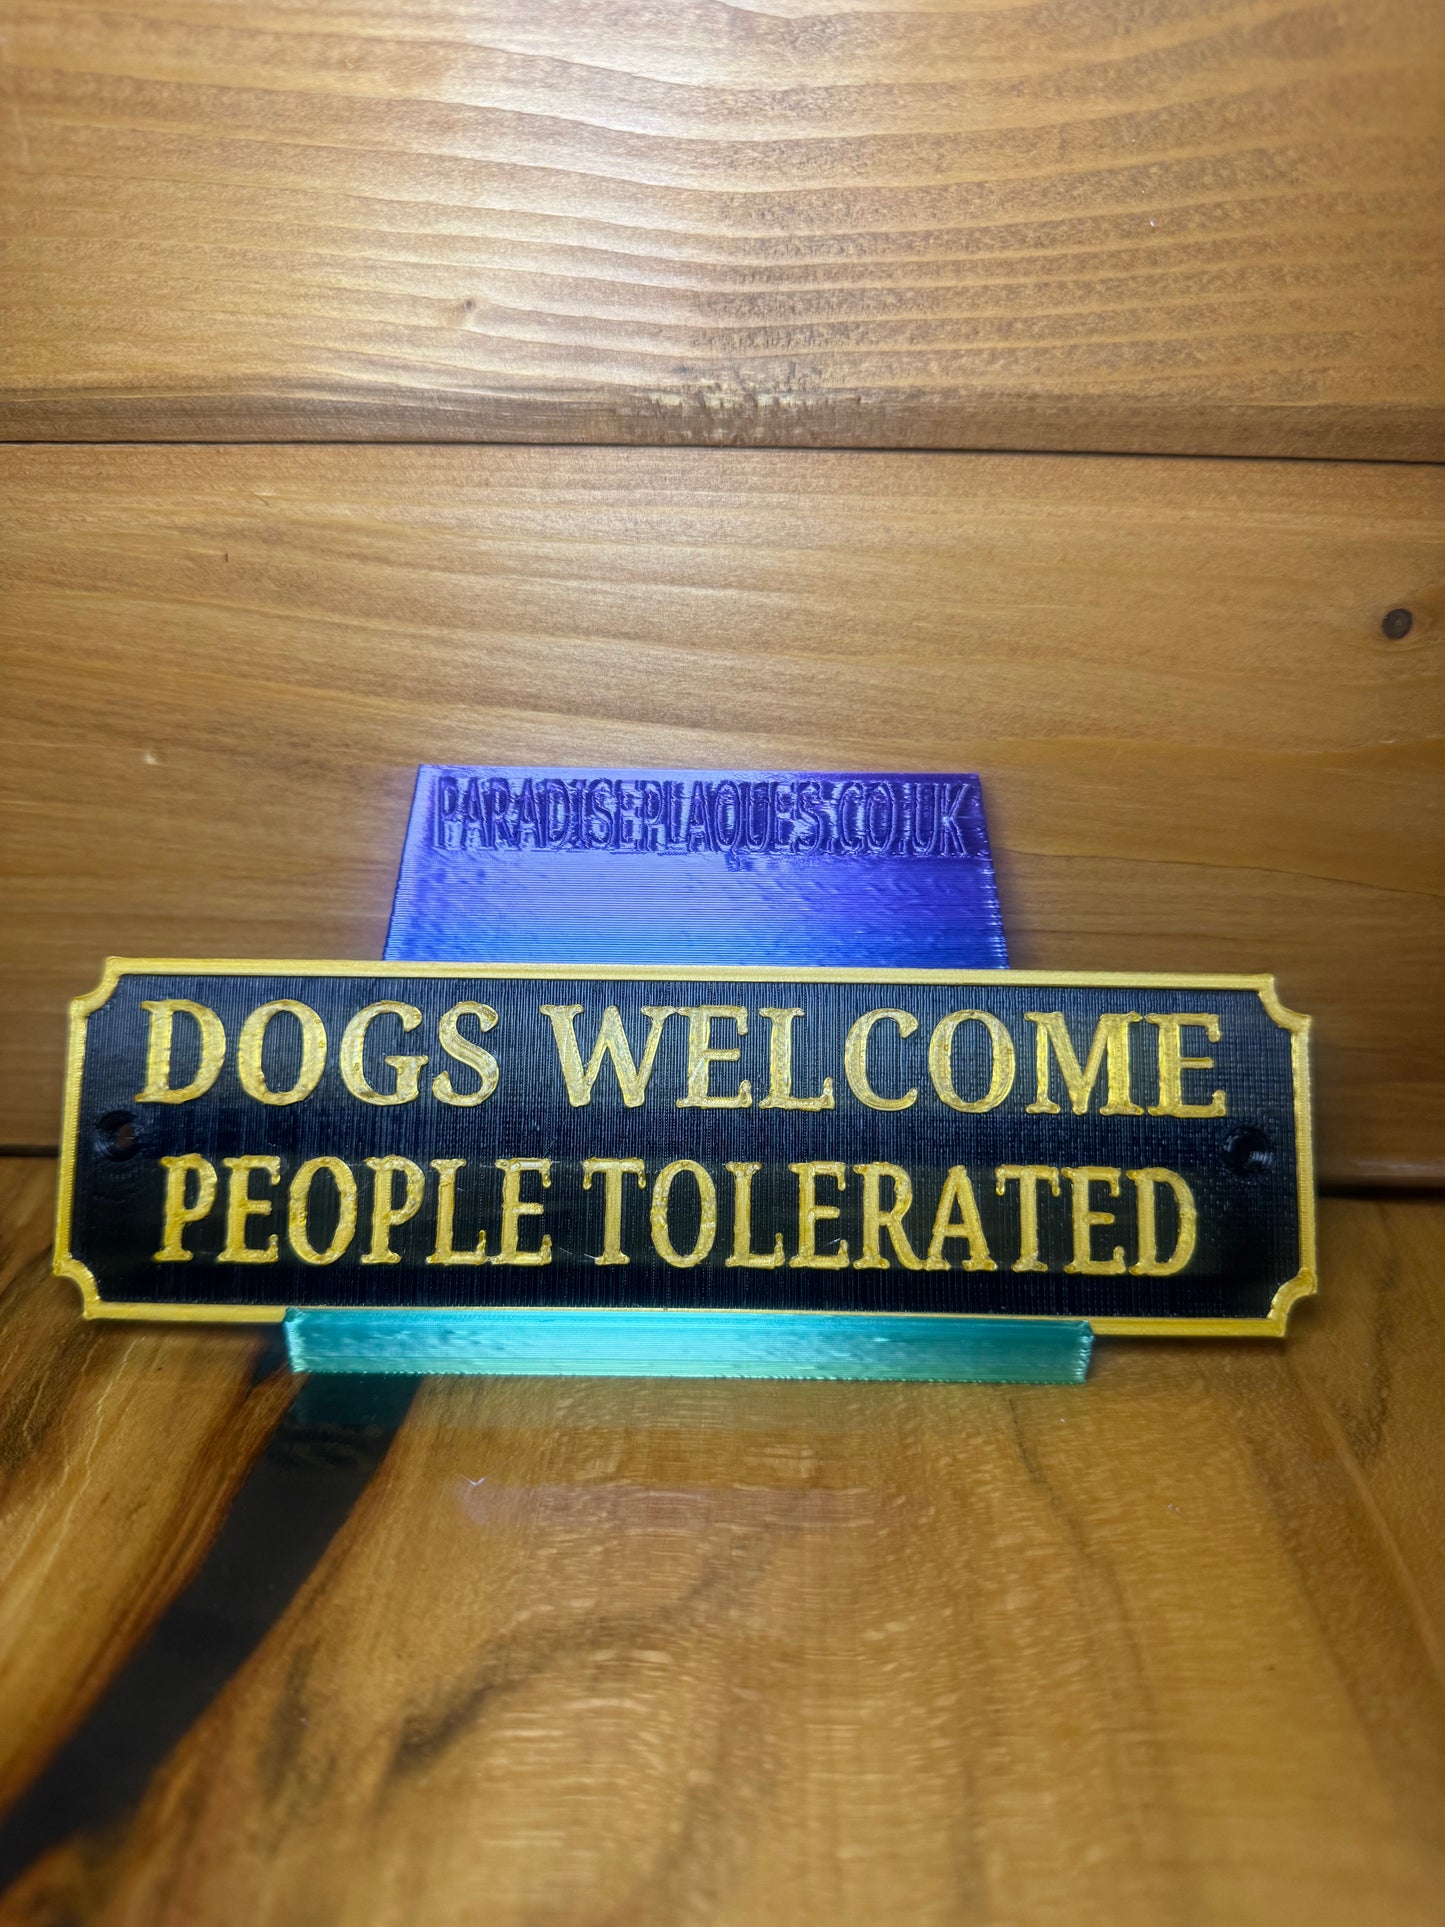 PARADISEPLAQUES.CO.UK
DOGS WELCOME
PEOPLE TOLERATED